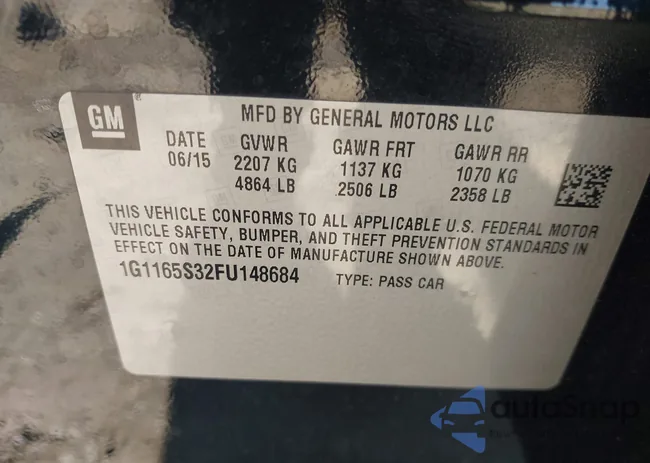 GM
MFD BY GENERAL MOTORS LLC
DATE GVWR GAWR FRT GAWR RR
06/15 2207 KG 1137 KG 1070 KG
4864 LB 2506 LB 2358 LB
THIS VEHICLE CONFORMS TO ALL APPLICABLE U.S. FEDERAL MOTOR
VEHICLE SAFETY, BUMPER, AND THEFT PREVENTION STANDARDS IN
EFFECT ON THE DATE OF MANUFACTURE SHOWN ABOVE.
1G1165S32FU148684 TYPE: PASS CAR
autoSnap